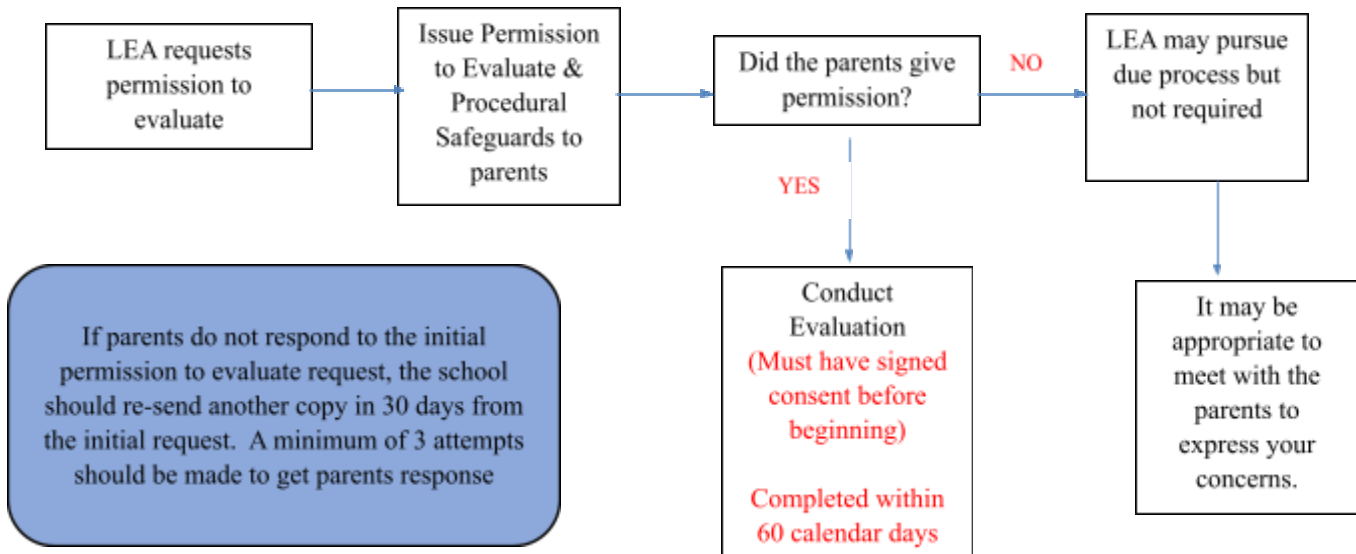 LEA requests
permission to
evaluate
Issue Permission
to Evaluate &
Procedural
Safeguards to
parents
Did the parents give
permission?
NO
LEA may pursue
due process but
not required
YES
If parents do not respond to the initial
permission to evaluate request, the school
should re-send another copy in 30 days from
the initial request.  A minimum of 3 attempts
should be made to get parents response
Conduct
Evaluation
(Must have signed
consent before
beginning)
Completed within
60 calendar days
It may be
appropriate to
meet with the
parents to
express your
concerns.